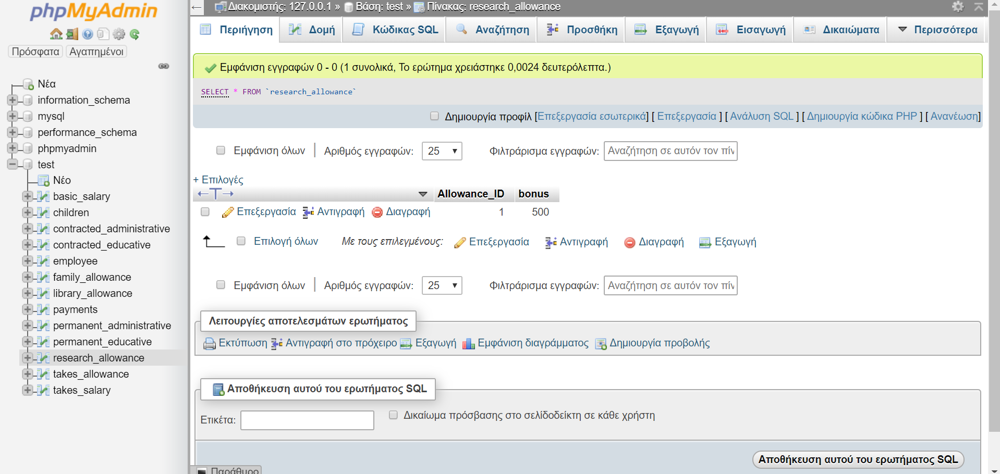 phpMyAdmin
Πρόσφατα Αγαπημένοι
Νέα
information_schema
mysql
performance_schema
phpmyadmin
test
Νέο
basic_salary
children
contracted_administrative
contracted_educative
employee
family_allowance
library_allowance
payments
permanent_administrative
permanent_educative
research_allowance
takes_allowance
takes_salary
Διακομιστής: 127.0.0.1 » Βάση: test » Πίνακας: research_allowance
Περιήγηση Δομή Κώδικας SQL Αναζήτηση Προσθήκη Εξαγωγή Εισαγωγή Δικαιώματα Περισσότερα
Εμφάνιση εγγραφών 0 - 0 (1 συνολικά, Το ερώτημα χρειάστηκε 0,0024 δευτερόλεπτα.)
SELECT * FROM `research_allowance`
Δημιουργία προφίλ [Επεξεργασία εσωτερικά] [ Επεξεργασία ] [ Ανάλυση SQL ] [ Δημιουργία κώδικα PHP ] [ Ανανέωση]
Εμφάνιση όλων | Αριθμός εγγραφών: 25 Φιλτράρισμα εγγραφών: Αναζήτηση σε αυτόν τον πίν
+ Επιλογές
←T→ Allowance_ID bonus
Επεξεργασία Αντιγραφή Διαγραφή 1 500
Επιλογή όλων Με τους επιλεγμένους: Επεξεργασία Αντιγραφή Διαγραφή Εξαγωγή
Εμφάνιση όλων | Αριθμός εγγραφών: 25 Φιλτράρισμα εγγραφών: Αναζήτηση σε αυτόν τον πίν
Λειτουργίες αποτελεσμάτων ερωτήματος
Εκτύπωση Αντιγραφή στο πρόχειρο Εξαγωγή Εμφάνιση διαγράμματος Δημιουργία προβολής
Αποθήκευση αυτού του ερωτήματος SQL
Ετικέτα: Δικαίωμα πρόσβασης στο σελίδοδείκτη σε κάθε χρήστη
Αποθήκευση αυτού του ερωτήματος SQL
Παράθυρο